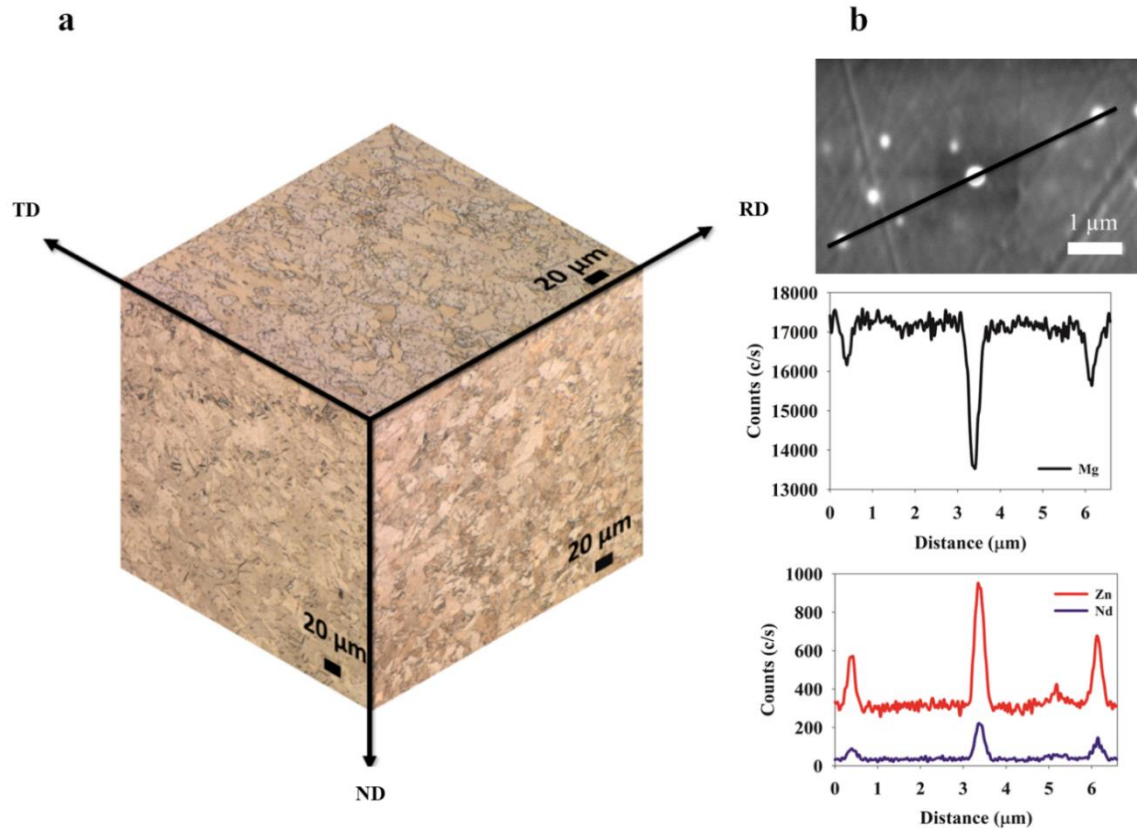 a
b
TD
RD
ND
20 μm
20 μm
20 μm
1 μm
18000
17000
16000
15000
14000
13000
Counts (c/s)
Mg
0 1 2 3 4 5 6
Distance (μm)
1000
800
600
400
200
0
Counts (c/s)
Zn
Nd
0 1 2 3 4 5 6
Distance (μm)